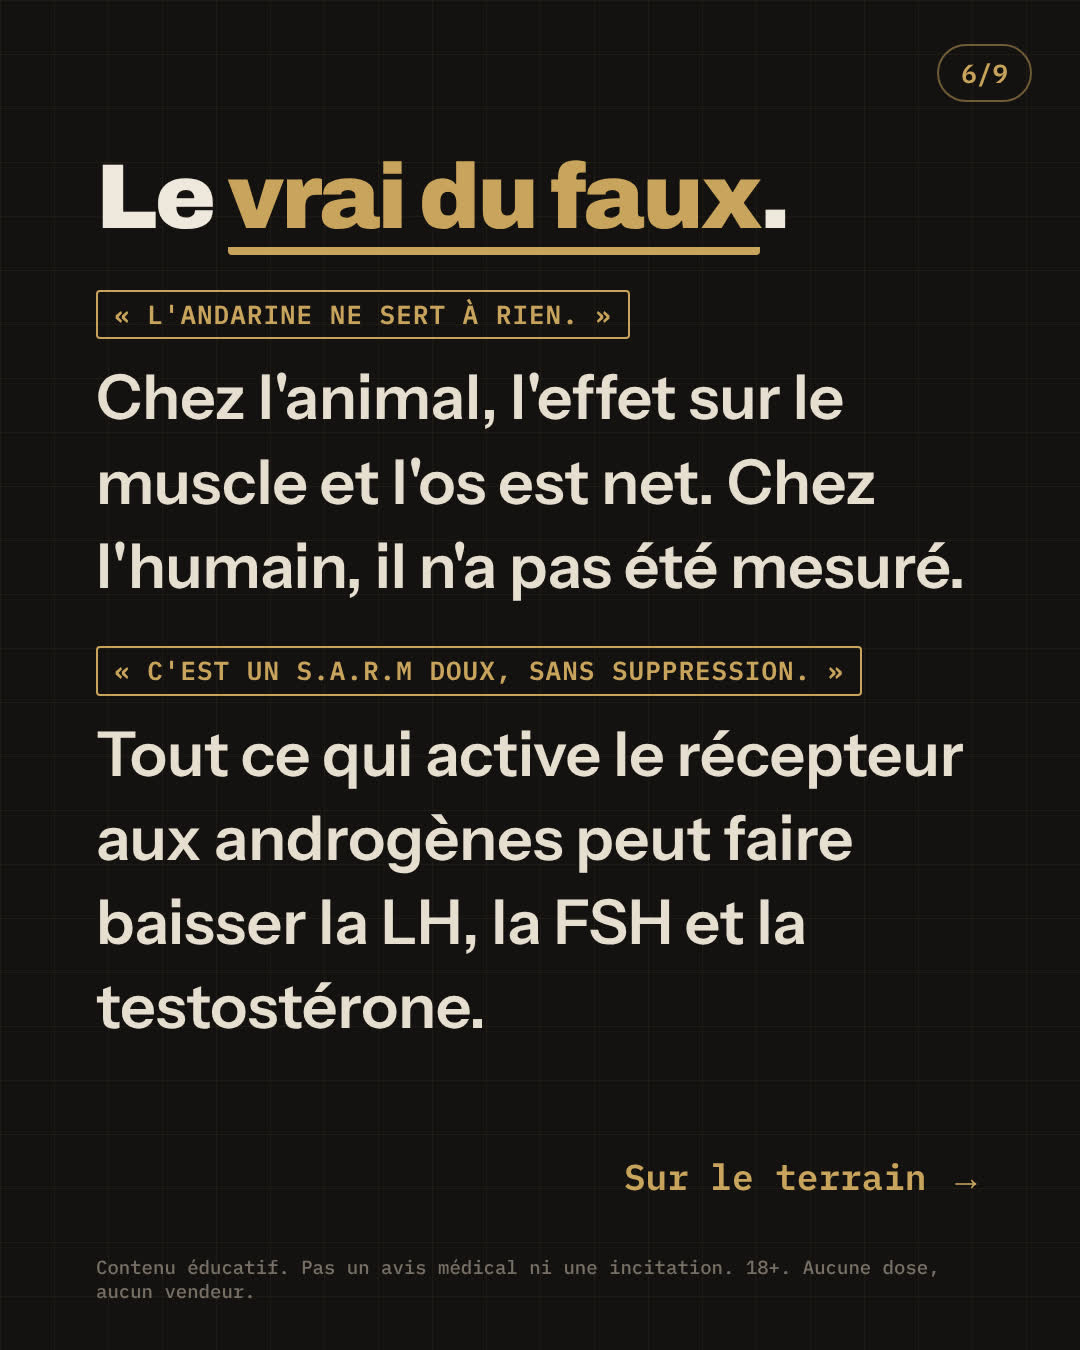 6/9
Le vrai du faux.
« L'ANDARINE NE SERT À RIEN. »
Chez l'animal, l'effet sur le
muscle et l'os est net. Chez
l'humain, il n'a pas été mesuré.
« C'EST UN S.A.R.M DOUX, SANS SUPPRESSION. »
Tout ce qui active le récepteur
aux androgènes peut faire
baisser la LH, la FSH et la
testostérone.
Sur le terrain →
Contenu éducatif. Pas un avis médical ni une incitation. 18+. Aucune dose,
aucun vendeur.